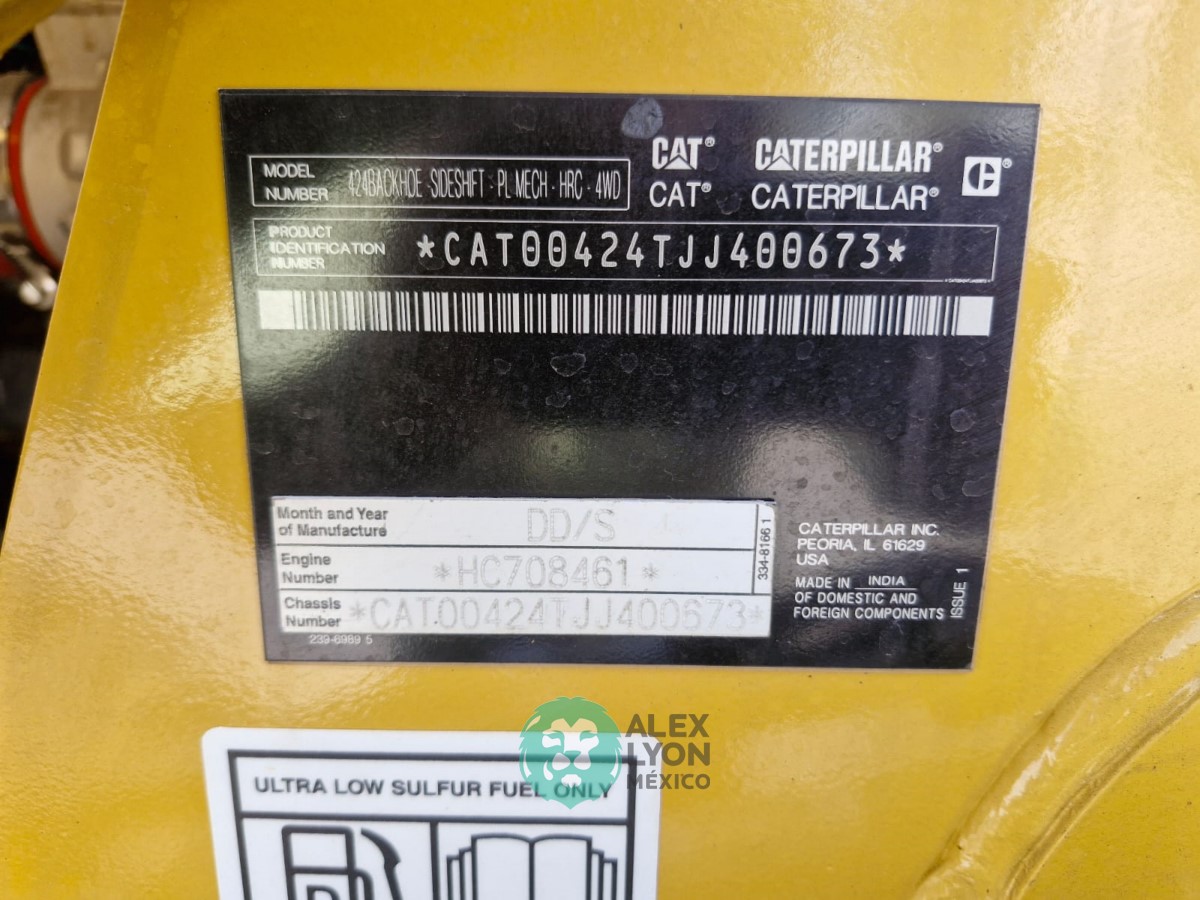 MODEL NUMBER 424BACKHOE - SIDESHIFT - PL MECH - HRC - 4WD
CAT® CATERPILLAR® ®
CAT® CATERPILLAR®
PRODUCT IDENTIFICATION NUMBER *CAT00424TJJ400673*
Month and Year of Manufacture DD/S
Engine Number *HC708461*
Chassis Number *CAT00424TJJ400673*
334-8166 1
239-6989 5
CATERPILLAR INC.
PEORIA, IL 61629
USA
MADE IN INDIA
OF DOMESTIC AND
FOREIGN COMPONENTS
ISSUE 1
ALEX
LYON
MÉXICO
ULTRA LOW SULFUR FUEL ONLY
D